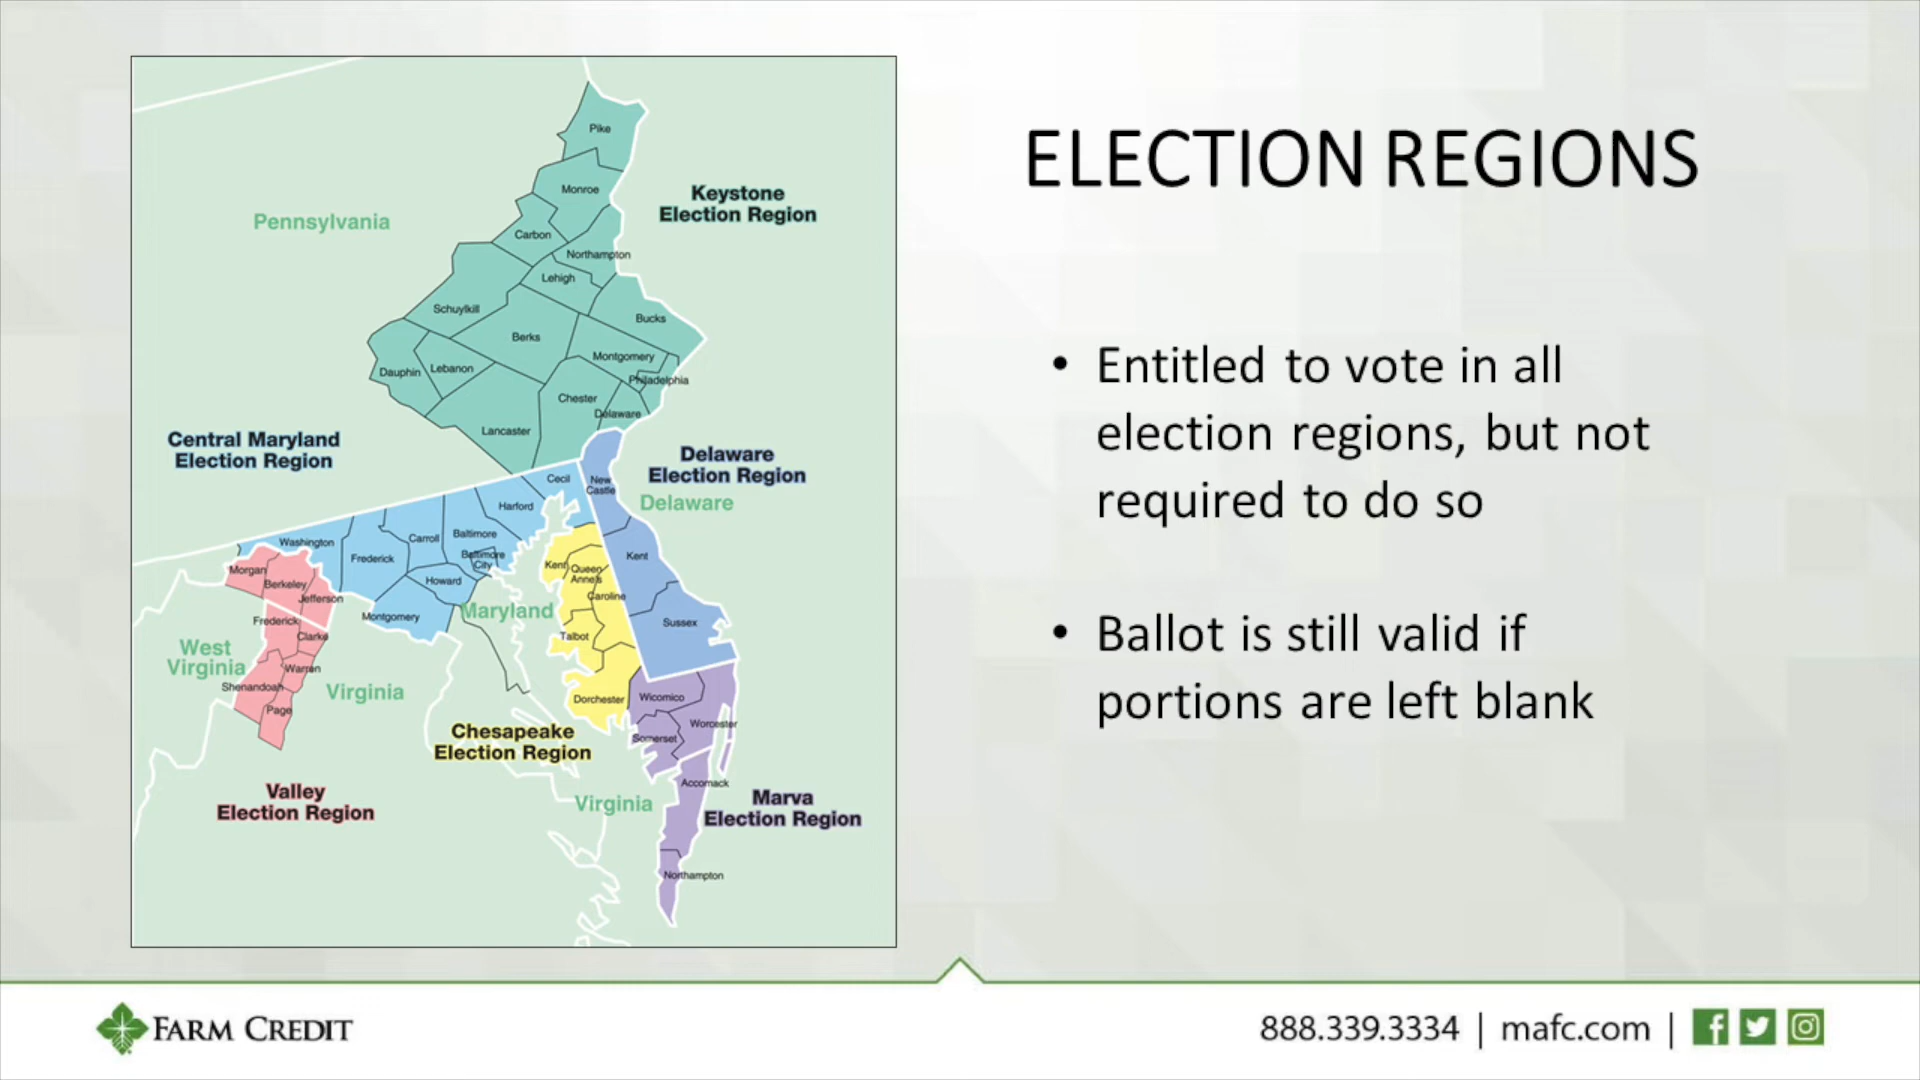 Pike
Monroe
Keystone
Election Region
Pennsylvania
Carbon
Northampton
Lehigh
Schuylkill
Bucks
Berks
Montgomery
Dauphin
Lebanon
Philadelphia
Chester
Delaware
Lancaster
Central Maryland
Election Region
Delaware
Election Region
Delaware
Cecil
New
Castle
Harford
Washington
Carroll
Baltimore
Frederick
Baltimore
City
Kent
Morgan
Berkeley
Howard
Kent
Queen
Anne's
Jefferson
Caroline
Montgomery
Maryland
Frederick
Clarke
Talbot
Sussex
West
Virginia
Warren
Shenandoah
Virginia
Page
Dorchester
Wicomico
Worcester
Somerset
Chesapeake
Election Region
Accomack
Valley
Election Region
Virginia
Marva
Election Region
Northampton
ELECTION REGIONS
• Entitled to vote in all
election regions, but not
required to do so
• Ballot is still valid if
portions are left blank
FARM CREDIT
888.339.3334 | mafc.com |